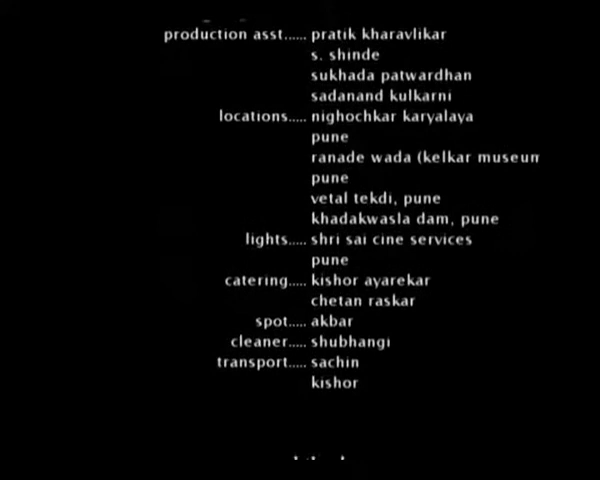 production asst...... pratik kharavlikar
s. shinde
sukhada patwardhan
sadanand kulkarni
locations..... nighochkar karyalaya
pune
ranade wada (kelkar museum
pune
vetal tekdi, pune
khadakwasla dam, pune
lights..... shri sai cine services
pune
catering..... kishor ayarekar
chetan raskar
spot..... akbar
cleaner..... shubhangi
transport..... sachin
kishor